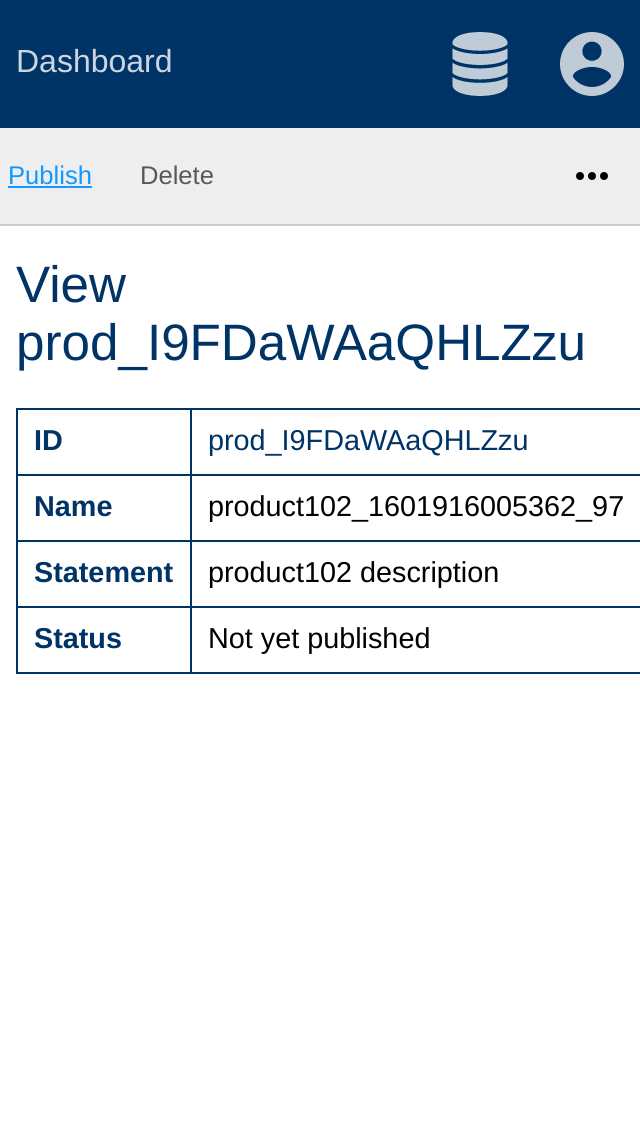 Dashboard
Publish Delete
View
prod_I9FDaWAaQHLZzu
ID prod_I9FDaWAaQHLZzu
Name product102_1601916005362_97
Statement product102 description
Status Not yet published